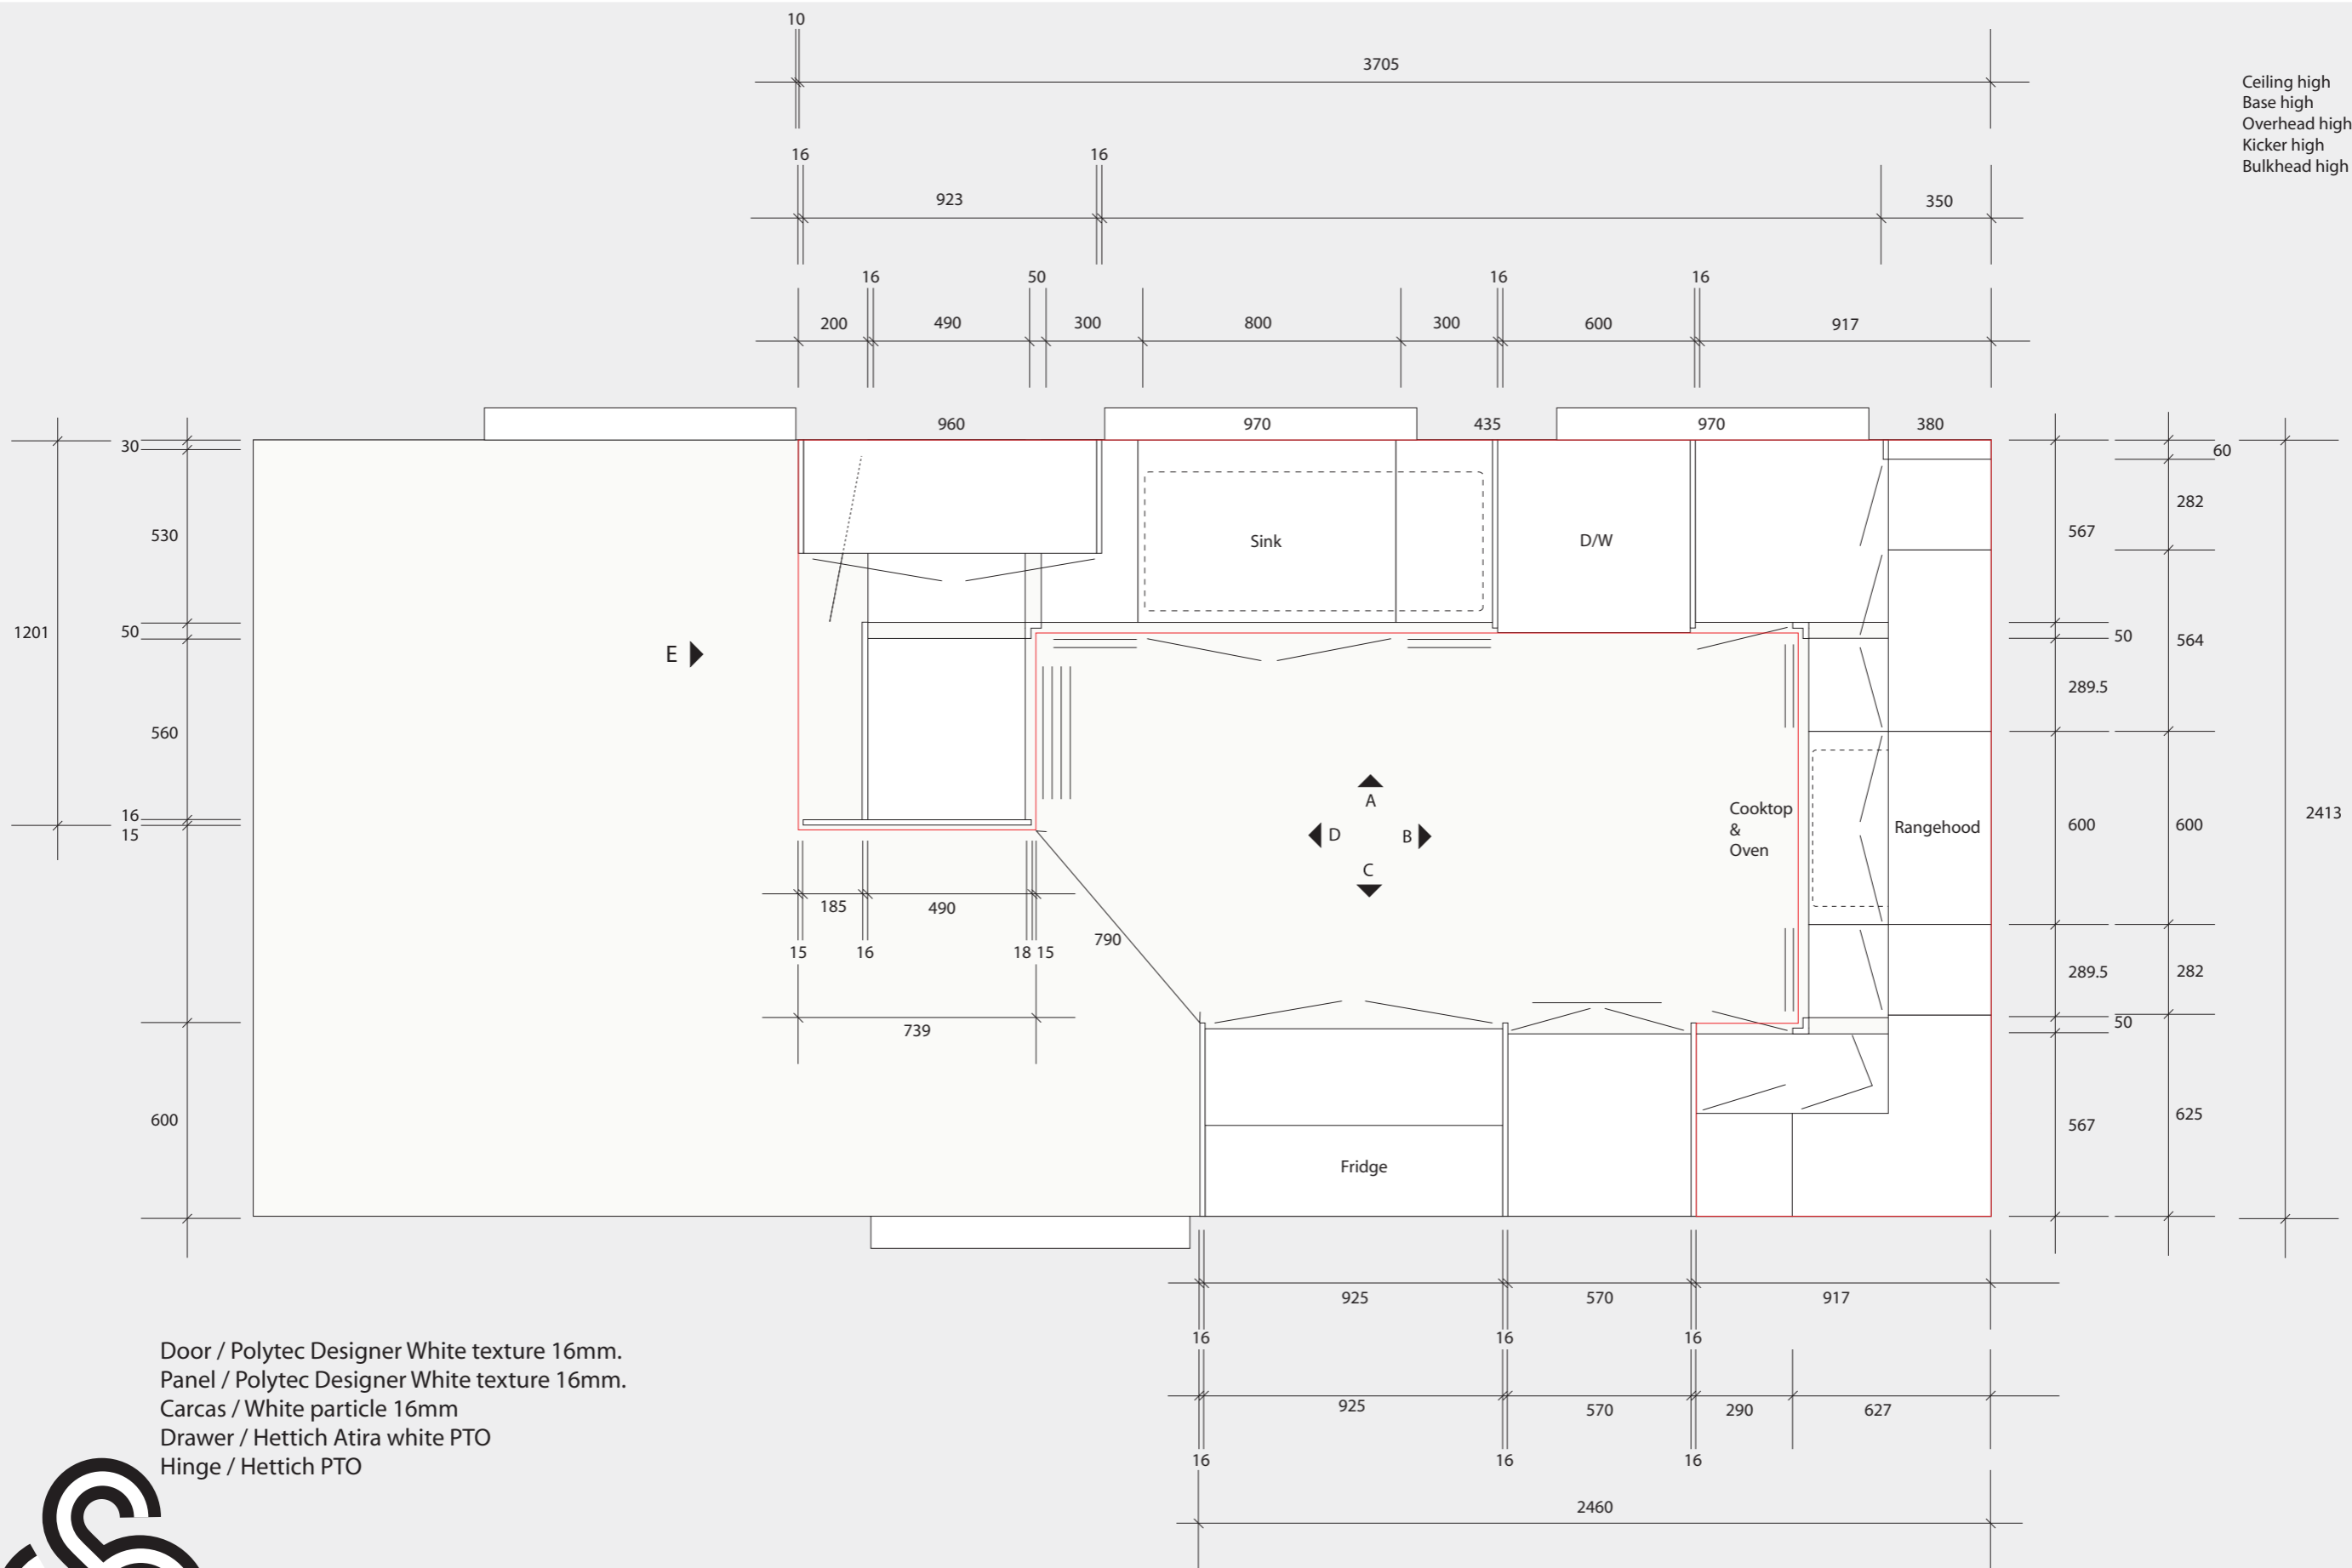 10
3705
Ceiling high
Base high
Overhead high
Kicker high
Bulkhead high
16 16
923 350
16 50 16 16
200 490 300 800 300 600 917
960 970 435 970 380
30
530
50
1201
560
16
15
600
60
282
567
50
564
289.5
600
600
2413
289.5
282
50
567
625
Sink
D/W
E
A
D B
C
Cooktop
&
Oven
Rangehood
185 490
15 16 18 15
790
739
Fridge
925 570 917
16 16 16
925 570 290 627
16 16 16
2460
Door / Polytec Designer White texture 16mm.
Panel / Polytec Designer White texture 16mm.
Carcas / White particle 16mm
Drawer / Hettich Atira white PTO
Hinge / Hettich PTO